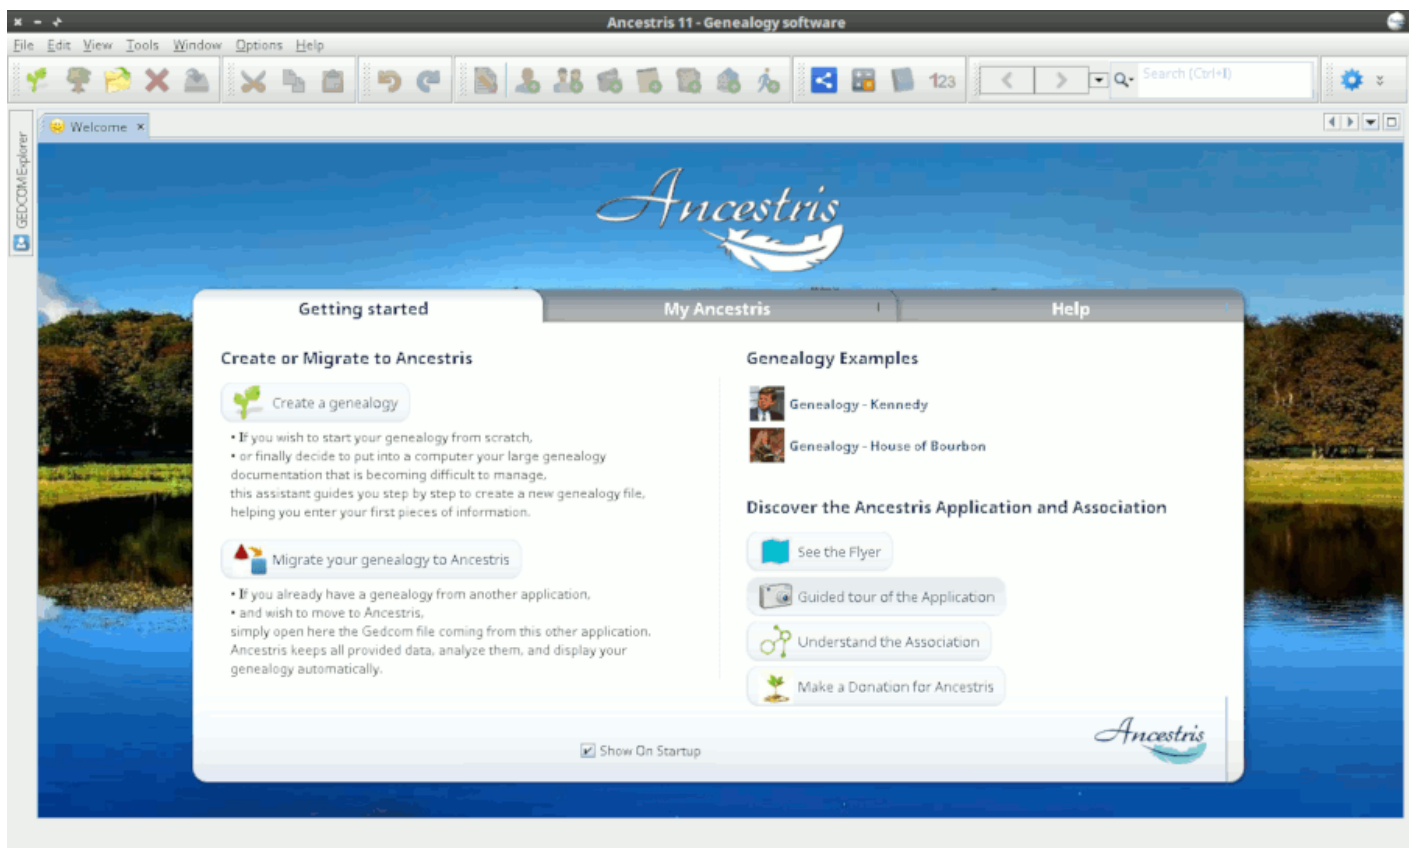 Ancestris 11 - Genealogy software
File Edit View Tools Window Options Help
123
Search (Ctrl+I)
Welcome
GEDCOM Explorer
Ancestris
Getting started
My Ancestris
Help
Create or Migrate to Ancestris
Create a genealogy
• If you wish to start your genealogy from scratch,
• or finally decide to put into a computer your large genealogy
documentation that is becoming difficult to manage,
this assistant guides you step by step to create a new genealogy file,
helping you enter your first pieces of information.
Migrate your genealogy to Ancestris
• If you already have a genealogy from another application,
• and wish to move to Ancestris,
simply open here the Gedcom file coming from this other application.
Ancestris keeps all provided data, analyze them, and display your
genealogy automatically.
Genealogy Examples
Genealogy - Kennedy
Genealogy - House of Bourbon
Discover the Ancestris Application and Association
See the Flyer
Guided tour of the Application
Understand the Association
Make a Donation for Ancestris
Ancestris
Show On Startup